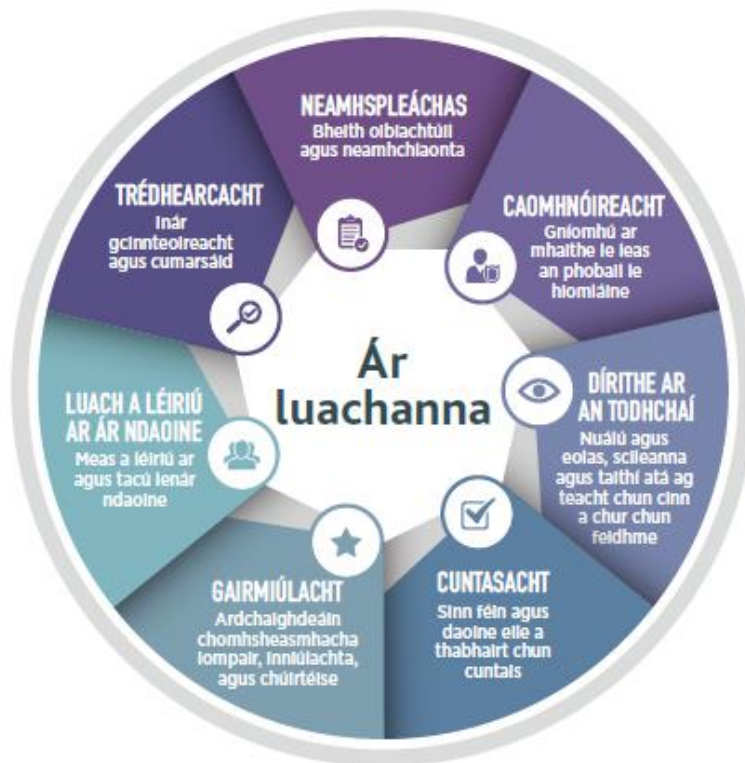 NEAMHSPLEÁCHAS
Bheith oibiachtúil
agus neamhchlaonta
CAOMHNÓIREACHT
Gníomhú ar
mhaithe le leas
an phobail le
hiomláine
DÍRITHE AR
AN TODHCHAÍ
Nuálú agus
eolas, scileanna
agus taithí atá ag
teacht chun cinn
a chur chun
feidhme
CUNTASACHT
Sinn féin agus
daoine eile a
thabhairt chun
cuntais
GAIRMIÚLACHT
Ardchaighdeáin
chomhsheasmhacha
iompair, inniúlachta,
agus chúirtéise
LUACH A LÉIRIÚ
AR ÁR NDAOINE
Meas a léiriú ar
agus tacú lenár
ndaoine
TRÉDHEARCACHT
Inár
gcinnteoireacht
agus cumarsáid
Ár
luachanna